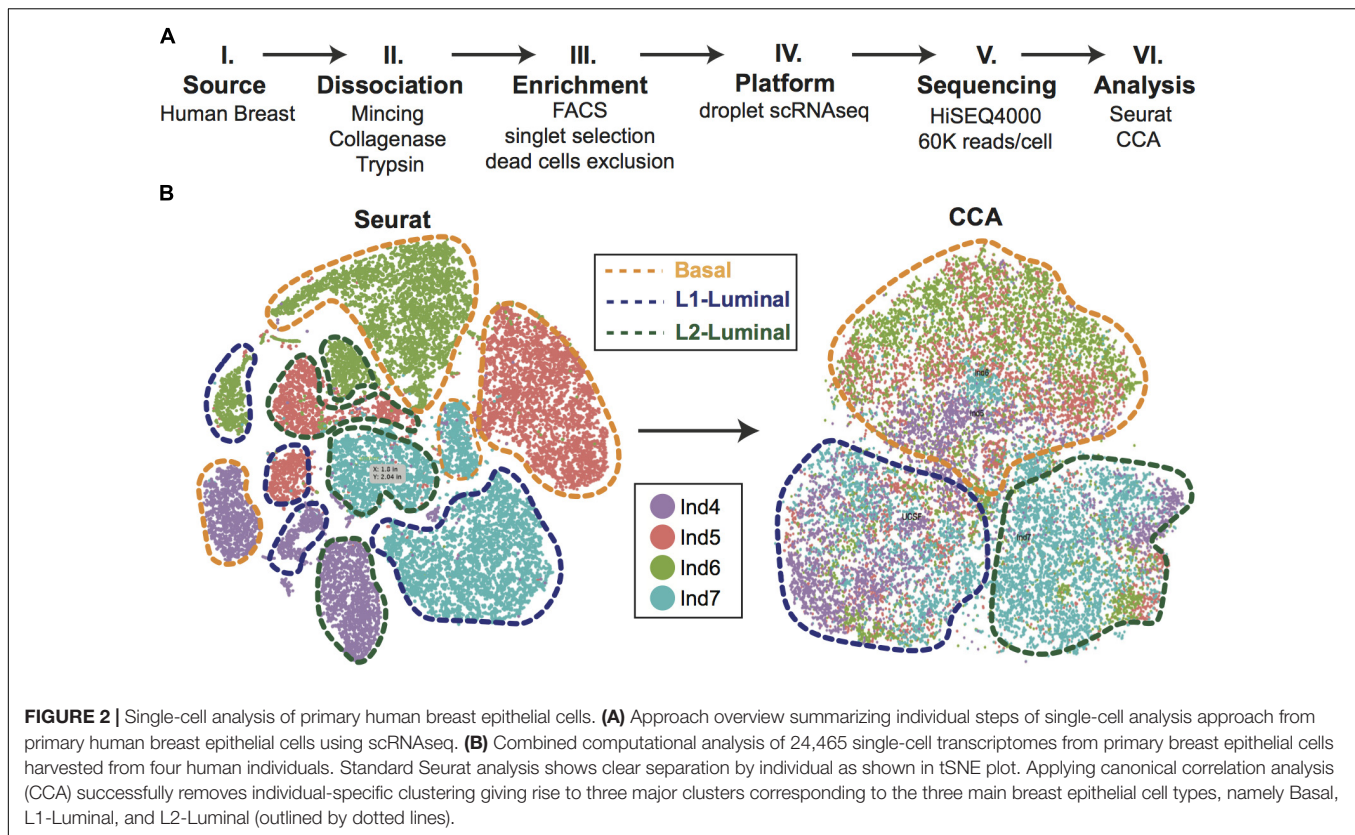 A
I.
Source
Human Breast
II.
Dissociation
Mincing
Collagenase
Trypsin
III.
Enrichment
FACS
singlet selection
dead cells exclusion
IV.
Platform
droplet scRNAseq
V.
Sequencing
HiSEQ4000
60K reads/cell
VI.
Analysis
Seurat
CCA
B
Seurat
X: 1.8 in
Y: 2.04 in
Basal
L1-Luminal
L2-Luminal
Ind4
Ind5
Ind6
Ind7
CCA
Ind6
Ind5
UCSF
Ind7
FIGURE 2 | Single-cell analysis of primary human breast epithelial cells. (A) Approach overview summarizing individual steps of single-cell analysis approach from
primary human breast epithelial cells using scRNAseq. (B) Combined computational analysis of 24,465 single-cell transcriptomes from primary breast epithelial cells
harvested from four human individuals. Standard Seurat analysis shows clear separation by individual as shown in tSNE plot. Applying canonical correlation analysis
(CCA) successfully removes individual-specific clustering giving rise to three major clusters corresponding to the three main breast epithelial cell types, namely Basal,
L1-Luminal, and L2-Luminal (outlined by dotted lines).